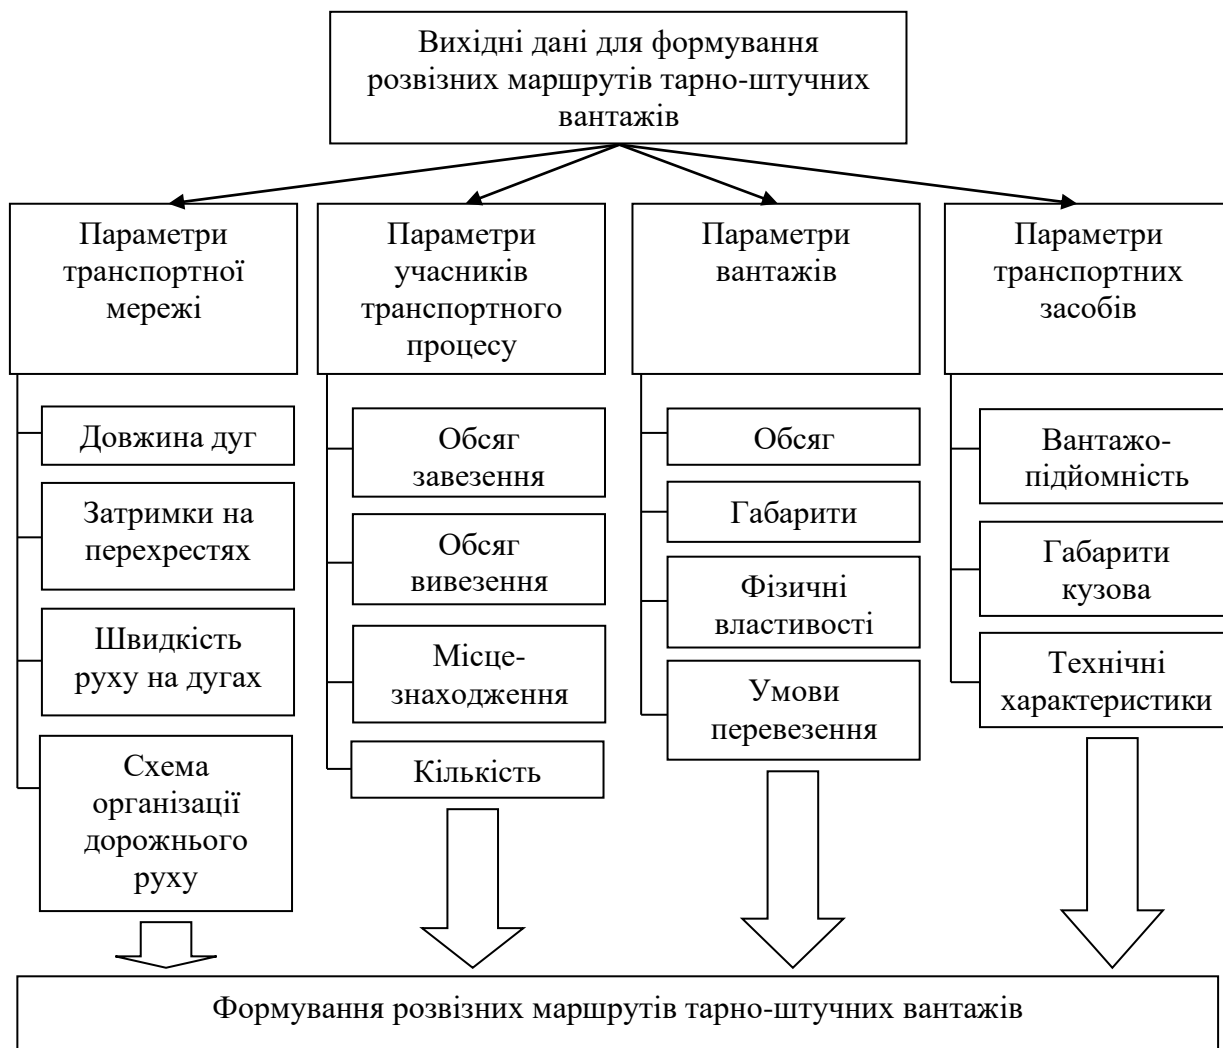 Вихідні дані для формування
розвізних маршрутів тарно-штучних
вантажів
Параметри
транспортної
мережі
Параметри
учасників
транспортного
процесу
Параметри
вантажів
Параметри
транспортних
засобів
Довжина дуг
Затримки на
перехрестях
Швидкість
руху на дугах
Схема
організації
дорожнього
руху
Обсяг
завезення
Обсяг
вивезення
Місце-
знаходження
Кількість
Обсяг
Габарити
Фізичні
властивості
Умови
перевезення
Вантажо-
підйомність
Габарити
кузова
Технічні
характеристики
Формування розвізних маршрутів тарно-штучних вантажів